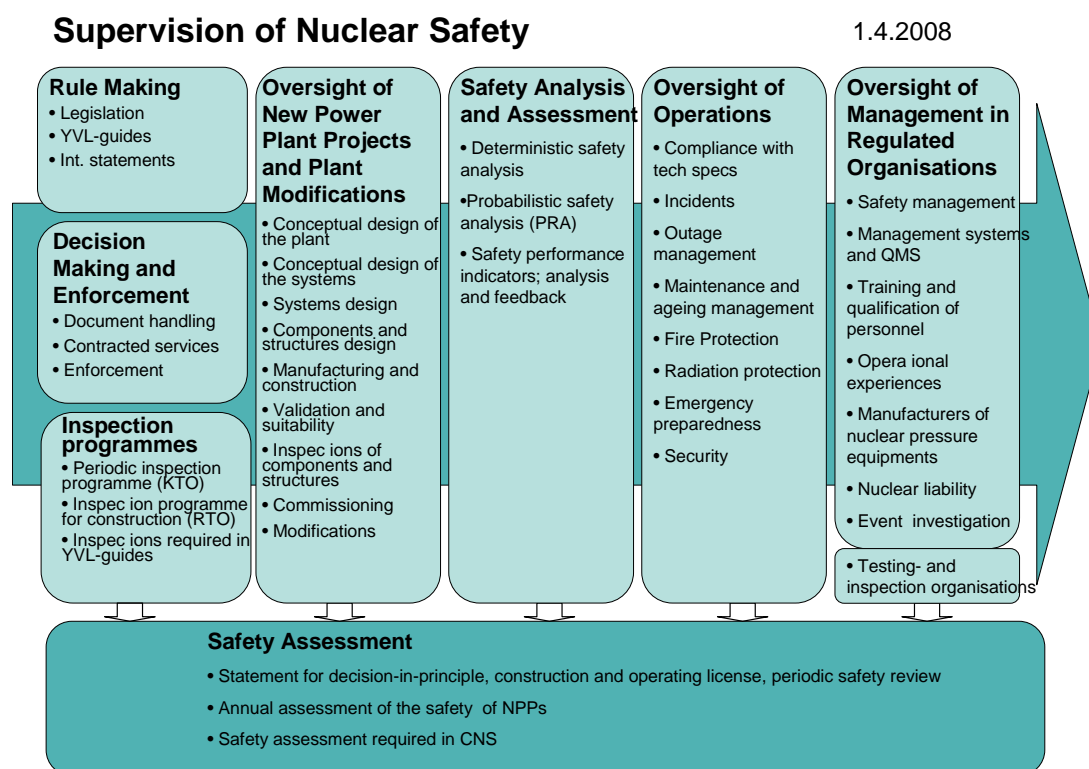 Supervision of Nuclear Safety
1.4.2008
Rule Making
• Legislation
• YVL-guides
• Int. statements
Decision
Making and
Enforcement
• Document handling
• Contracted services
• Enforcement
Inspection
programmes
• Periodic inspection
programme (KTO)
• Inspec ion programme
for construction (RTO)
• Inspec ions required in
YVL-guides
Oversight of
New Power
Plant Projects
and Plant
Modifications
• Conceptual design of
the plant
• Conceptual design of
the systems
• Systems design
• Components and
structures design
• Manufacturing and
construction
• Validation and
suitability
• Inspec ions of
components and
structures
• Commissioning
• Modifications
Safety Analysis
and Assessment
• Deterministic safety
analysis
•Probabilistic safety
analysis (PRA)
• Safety performance
indicators; analysis
and feedback
Oversight of
Operations
• Compliance with
tech specs
• Incidents
• Outage
management
• Maintenance and
ageing management
• Fire Protection
• Radiation protection
• Emergency
preparedness
• Security
Oversight of
Management in
Regulated
Organisations
• Safety management
• Management systems
and QMS
• Training and
qualification of
personnel
• Opera ional
experiences
• Manufacturers of
nuclear pressure
equipments
• Nuclear liability
• Event investigation
• Testing- and
inspection organisations
Safety Assessment
• Statement for decision-in-principle, construction and operating license, periodic safety review
• Annual assessment of the safety of NPPs
• Safety assessment required in CNS